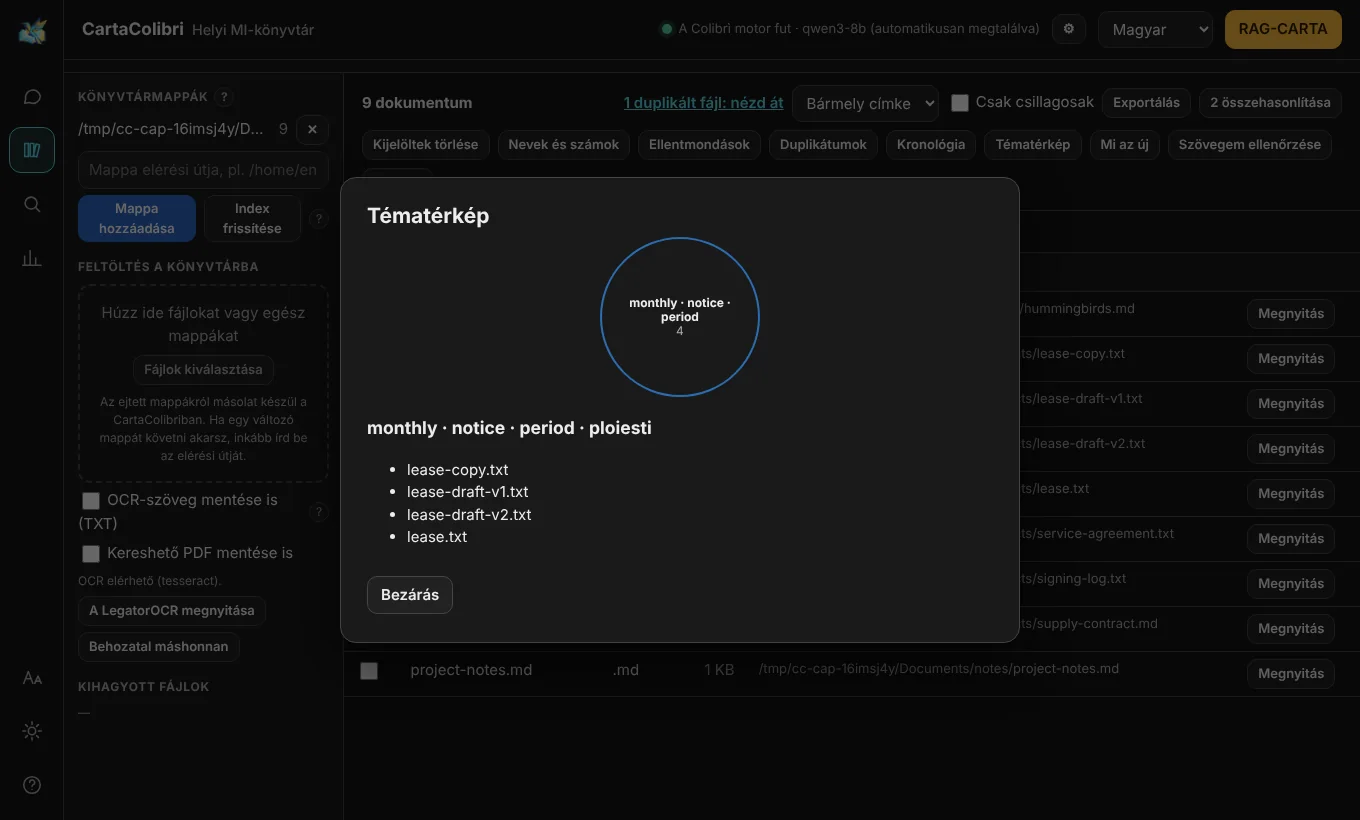 CartaColibri Helyi MI-könyvtár
A Colibrì motor fut · qwen3-8b (automatikusan megtalálva)
Magyar
RAG-CARTA
KÖNYVTÁRMAPPÁK ?
/tmp/cc-cap-16imsj4y/D... 9 ✕
Mappa elérési útja, pl. /home/en
Mappa
hozzáadása
Index
frissítése
?
FELTÖLTÉS A KÖNYVTÁRBA
Húzz ide fájlokat vagy egész
mappákat
Fájlok kiválasztása
Az ejtett mappákról másolat készül a
CartaColibriban. Ha egy változó
mappát követni akarsz, inkább írd be
az elérési útját.
OCR-szöveg mentése is
(TXT)
?
Kereshető PDF mentése is
OCR elérhető (tesseract).
A LegatorOCR megnyitása
Behozatal máshonnan
KIHAGYOTT FÁJLOK
—
9 dokumentum
1 duplikált fájl: nézd át
Bármely címke
Csak csillagosak
Exportálás
2 összehasonlítása
Kijelöltek törlése
Nevek és számok
Ellentmondások
Duplikátumok
Kronológia
Tématérkép
Mi az új
Szövegem ellenőrzése
Tématérkép
monthly · notice ·
period
4
monthly · notice · period · ploiesti
• lease-copy.txt
• lease-draft-v1.txt
• lease-draft-v2.txt
• lease.txt
Bezárás
/hummingbirds.md Megnyitás
ts/lease-copy.txt Megnyitás
ts/lease-draft-v1.txt Megnyitás
ts/lease-draft-v2.txt Megnyitás
ts/lease.txt Megnyitás
ts/service-agreement.txt Megnyitás
ts/signing-log.txt Megnyitás
ts/supply-contract.md Megnyitás
project-notes.md .md 1 KB /tmp/cc-cap-16imsj4y/Documents/notes/project-notes.md Megnyitás